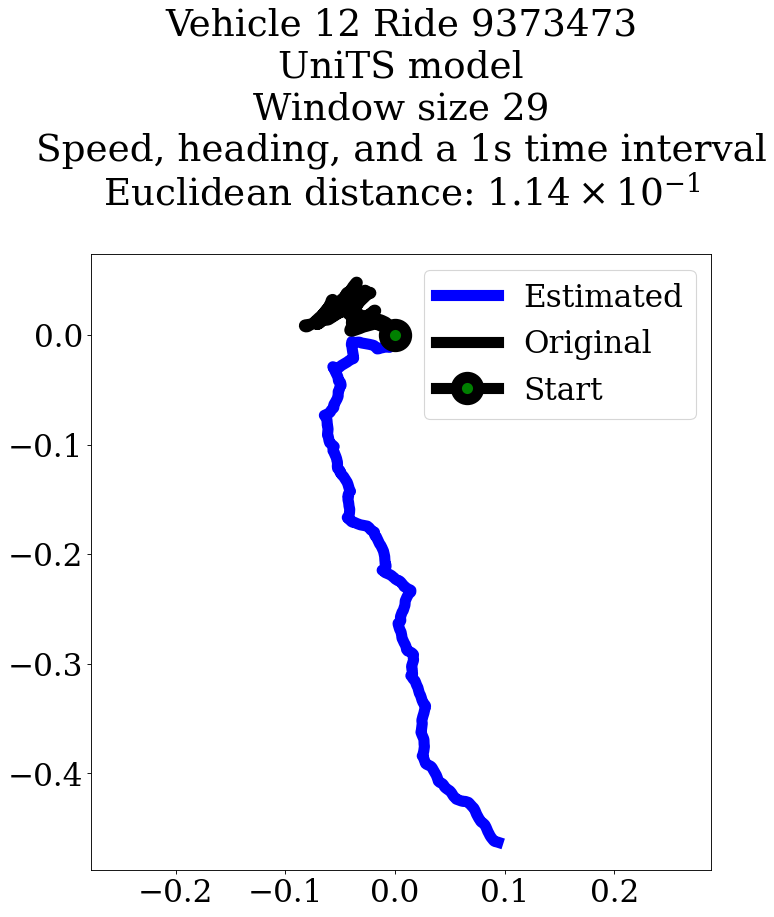 Vehicle 12 Ride 9373473
UniTS model
Window size 29
Speed, heading, and a 1s time interval
Euclidean distance: 1.14 × 10⁻¹
Estimated
Original
Start
0.0
−0.1
−0.2
−0.3
−0.4
−0.2
−0.1
0.0
0.1
0.2